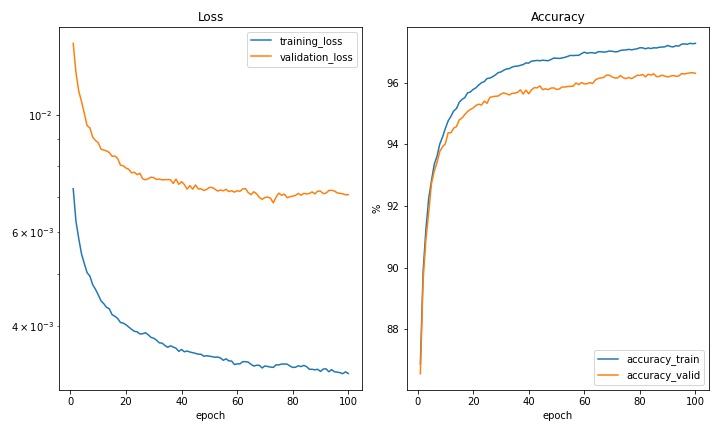 Loss
training_loss
validation_loss
10⁻²
6 × 10⁻³
4 × 10⁻³
0 20 40 60 80 100
epoch
Accuracy
%
96
94
92
90
88
accuracy_train
accuracy_valid
0 20 40 60 80 100
epoch